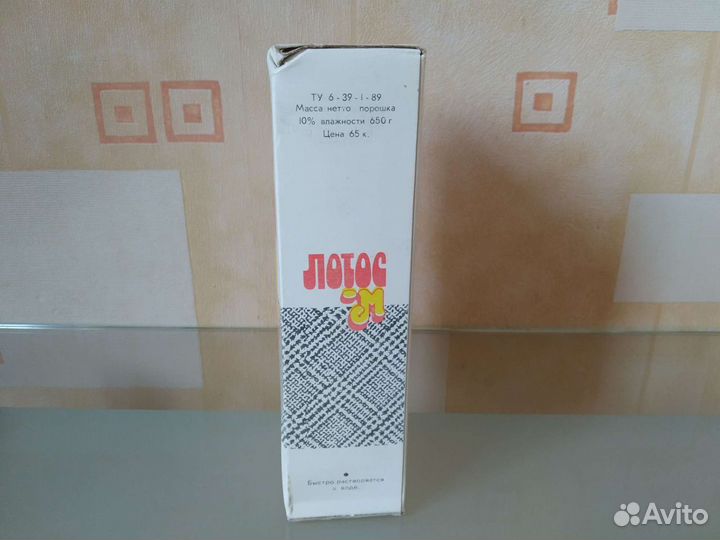 ТУ 6-39-1-89
Масса нетто порошка
10% влажности 650 г
Цена 65 к.
ЛОТОС
-М
Быстро растворяется
в воде.
Avito